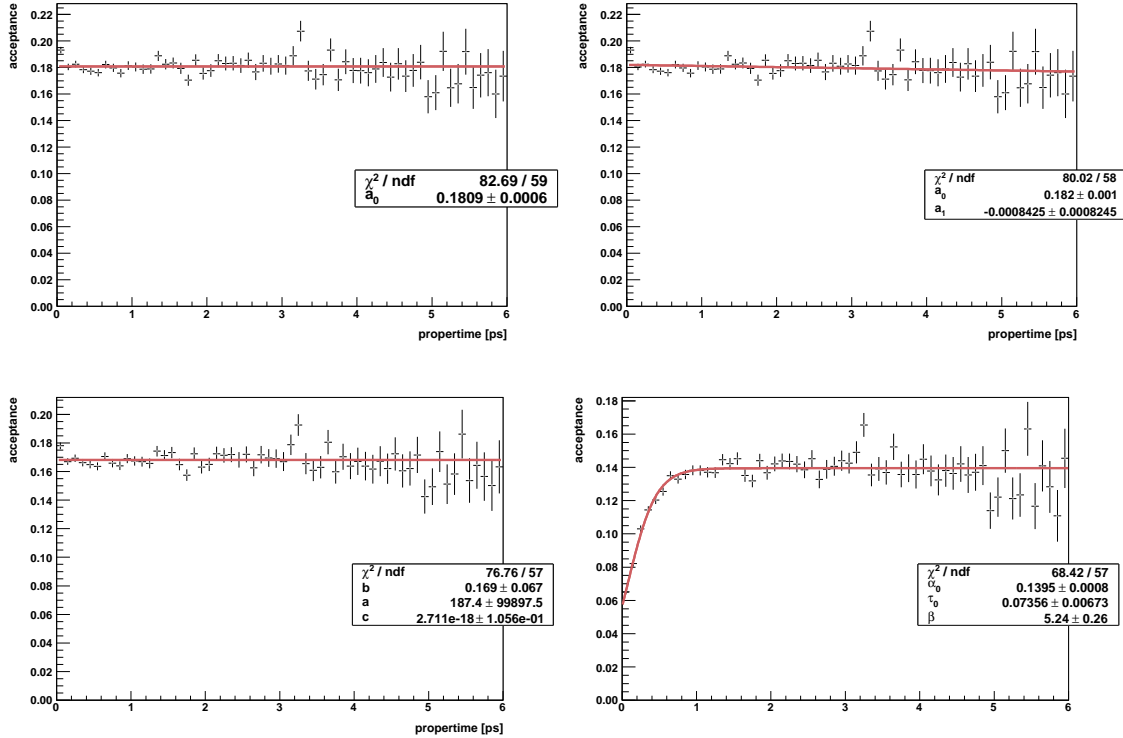 acceptance
0.22
0.20
0.18
0.16
0.14
0.12
0.10
0.08
0.06
0.04
0.02
0.00
0 1 2 3 4 5 6
propertime [ps]
χ² / ndf 82.69 / 59
a₀ 0.1809 ± 0.0006
acceptance
0.22
0.20
0.18
0.16
0.14
0.12
0.10
0.08
0.06
0.04
0.02
0.00
0 1 2 3 4 5 6
propertime [ps]
χ² / ndf 80.02 / 58
a₀ 0.182 ± 0.001
a₁ -0.0008425 ± 0.0008245
acceptance
0.20
0.18
0.16
0.14
0.12
0.10
0.08
0.06
0.04
0.02
0.00
0 1 2 3 4 5 6
propertime [ps]
χ² / ndf 76.76 / 57
b 0.169 ± 0.067
a 187.4 ± 99897.5
c 2.711e-18 ± 1.056e-01
acceptance
0.18
0.16
0.14
0.12
0.10
0.08
0.06
0.04
0.02
0.00
0 1 2 3 4 5 6
χ² / ndf 68.42 / 57
α₀ 0.1395 ± 0.0008
τ₀ 0.07356 ± 0.00673
β 5.24 ± 0.26